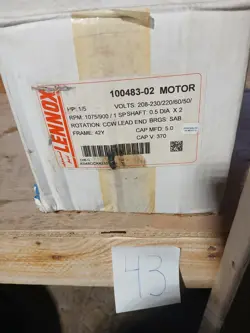 LENNOX
100483-02 MOTOR
HP: 1/5 VOLTS: 208-230/220/60/50/
RPM: 1075/900 / 1 SP SHAFT: 0.5 DIA X 2
ROTATION: CCW LEAD END BRGS: SAB
FRAME: 42Y CAP MFD: 5.0
CAP V: 370
43